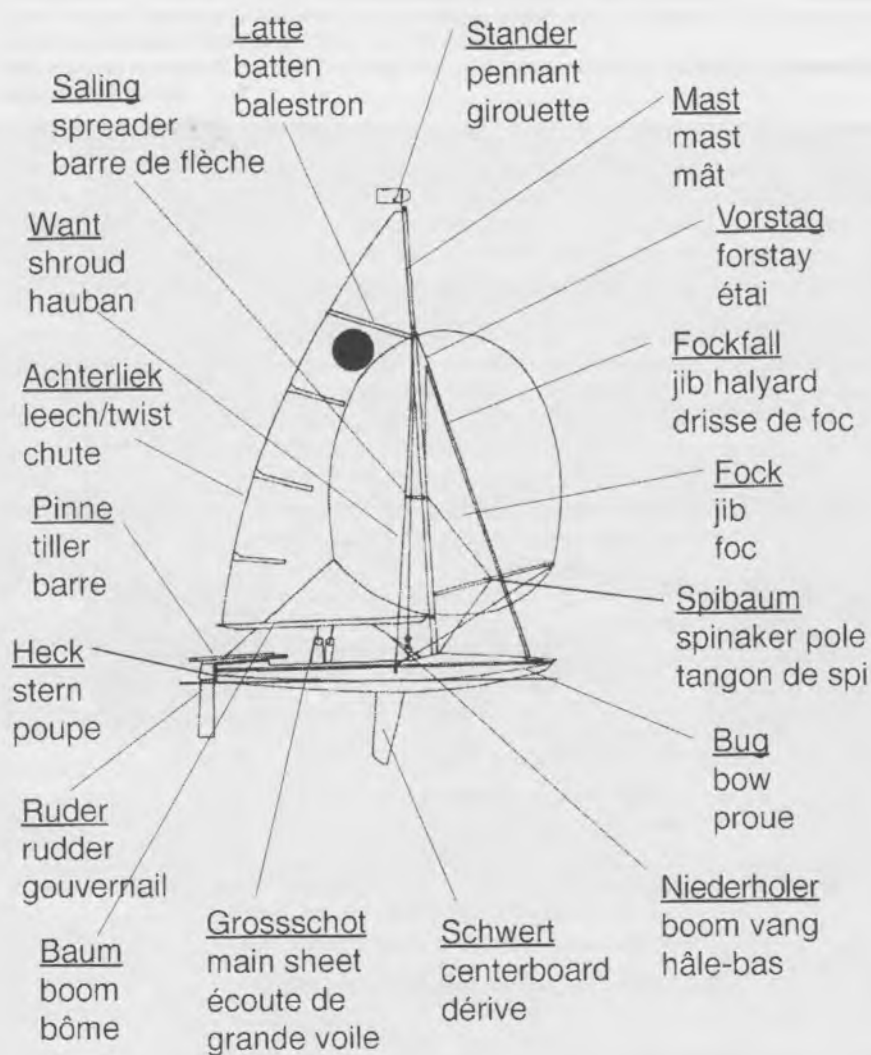 Latte
batten
balestron
Stander
pennant
girouette
Saling
spreader
barre de flèche
Mast
mast
mât
Want
shroud
hauban
Vorstag
forstay
étai
Achterliek
leech/twist
chute
Fockfall
jib halyard
drisse de foc
Pinne
tiller
barre
Fock
jib
foc
Heck
stern
poupe
Spibaum
spinaker pole
tangon de spi
Ruder
rudder
gouvernail
Bug
bow
proue
Baum
boom
bôme
Grossschot
main sheet
écoute de
grande voile
Schwert
centerboard
dérive
Niederholer
boom vang
hâle-bas